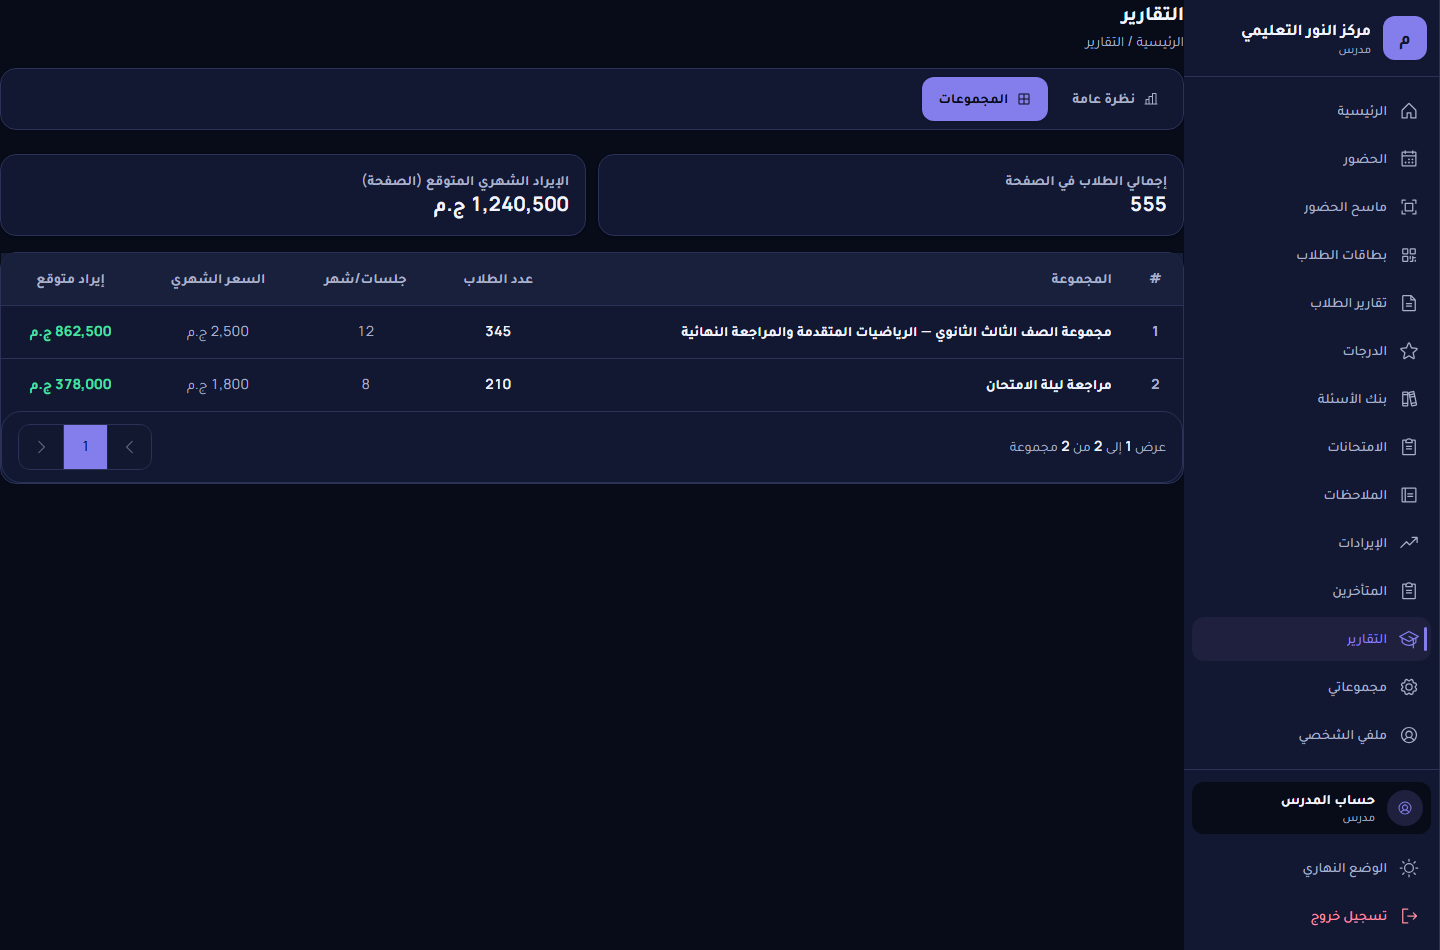 مركز النور التعليمي
مدرس
م
الرئيسية
الحضور
ماسح الحضور
بطاقات الطلاب
تقارير الطلاب
الدرجات
بنك الأسئلة
الامتحانات
الملاحظات
الإيرادات
المتأخرين
التقارير
مجموعاتي
ملفي الشخصي
حساب المدرس
مدرس
الوضع النهاري
تسجيل خروج
التقارير
الرئيسية / التقارير
نظرة عامة
المجموعات
إجمالي الطلاب في الصفحة
555
الإيراد الشهري المتوقع (الصفحة)
1,240,500 ج.م
# المجموعة عدد الطلاب جلسات/شهر السعر الشهري إيراد متوقع
1 مجموعة الصف الثالث الثانوي — الرياضيات المتقدمة والمراجعة النهائية 345 12 2,500 ج.م 862,500 ج.م
2 مراجعة ليلة الامتحان 210 8 1,800 ج.م 378,000 ج.م
عرض 1 إلى 2 من 2 مجموعة
1